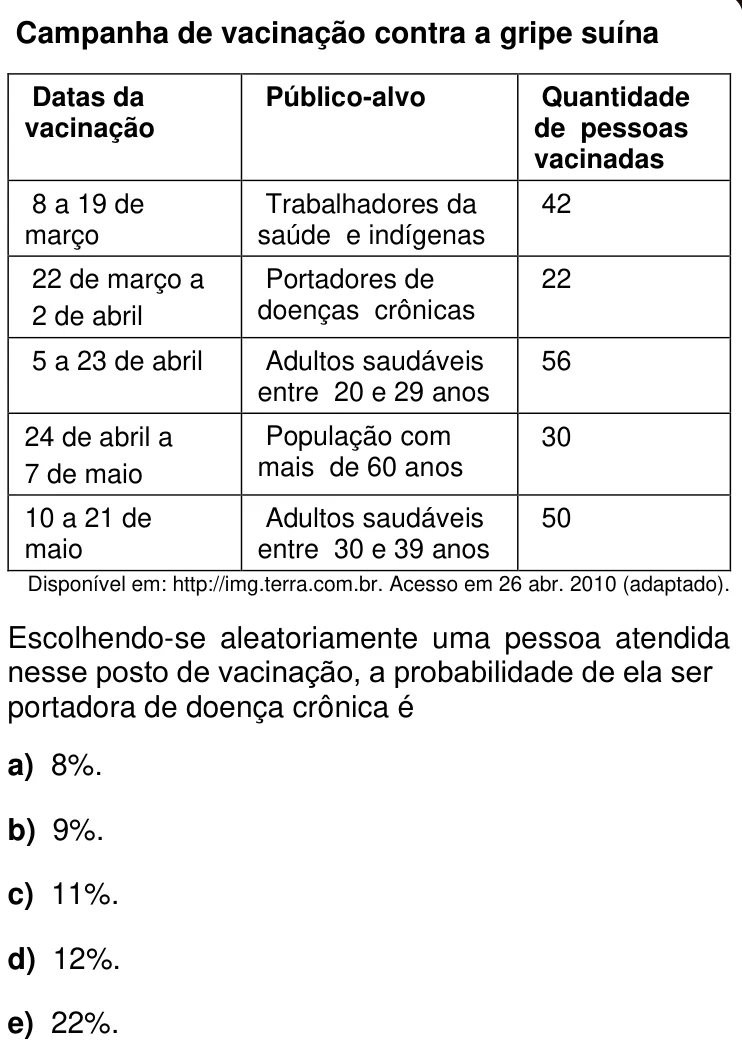 Campanha de vacinação contra a gripe suína
Datas da
vacinação
Público-alvo
Quantidade
de pessoas
vacinadas
8 a 19 de
março
Trabalhadores da
saúde e indígenas
42
22 de março a
2 de abril
Portadores de
doenças crônicas
22
5 a 23 de abril
Adultos saudáveis
entre 20 e 29 anos
56
24 de abril a
7 de maio
População com
mais de 60 anos
30
10 a 21 de
maio
Adultos saudáveis
entre 30 e 39 anos
50
Disponível em: http://img.terra.com.br. Acesso em 26 abr. 2010 (adaptado).
Escolhendo-se aleatoriamente uma pessoa atendida
nesse posto de vacinação, a probabilidade de ela ser
portadora de doença crônica é
a) 8%.
b) 9%.
c) 11%.
d) 12%.
e) 22%.